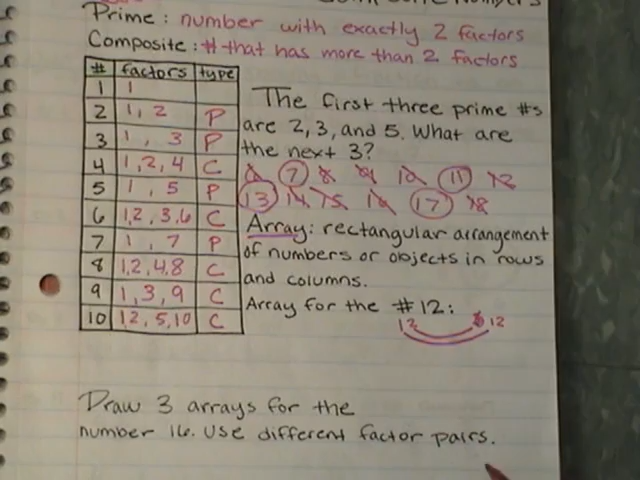 Prime: number with exactly 2 factors
Composite: # that has more than 2 factors
# factors type
1 1
2 1, 2 P
3 1, 3 P
4 1, 2, 4 C
5 1, 5 P
6 1,2,3,6 C
7 1, 7 P
8 1,2,4,8 C
9 1,3,9 C
10 1,2,5,10 C
The first three prime #s
are 2, 3, and 5. What are
the next 3?
7 8 11 12
13 14 15 17 18
Array: rectangular arrangement
of numbers or objects in rows
and columns.
Array for the #12:
12 12
Draw 3 arrays for the
number 16. Use different factor pairs.